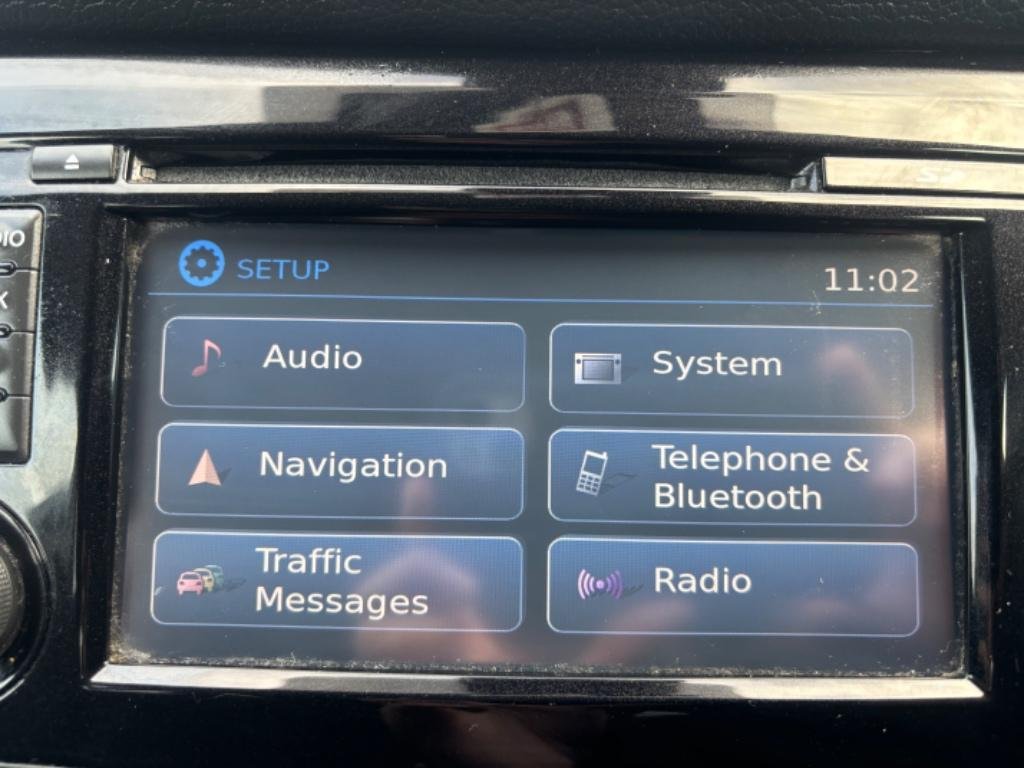 SETUP
11:02
Audio
System
Navigation
Telephone &
Bluetooth
Traffic
Messages
Radio